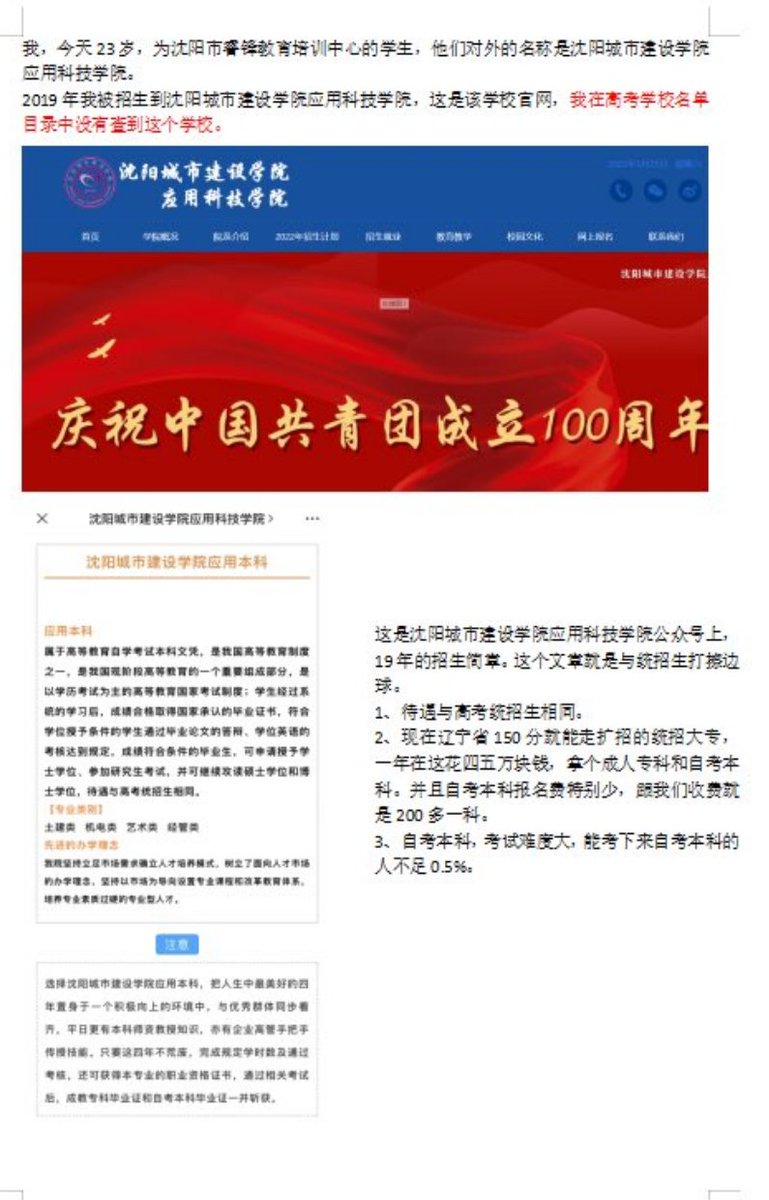 我，今天 23 岁，为沈阳市睿锋教育培训中心的学生，他们对外的名称是沈阳城市建设学院
应用科技学院。
2019 年我被招生到沈阳城市建设学院应用科技学院，这是该学校官网，我在高考学校名单
目录中没有查到这个学校。
沈阳城市建设学院
应用科技学院
首页 学院概况 院系介绍 2022年招生计划 招生就业 教育教学 校园文化 网上报名 联系我们
沈阳城市建设学院
庆祝中国共青团成立100周年
沈阳城市建设学院应用科技学院
沈阳城市建设学院应用本科
应用本科
属于高等教育自学考试本科文凭，是我国高等教育制度
之一，是我国现阶段高等教育的一个重要组成部分，是
以学历考试为主的高等教育国家考试制度；学生经过系
统的学习后，成绩合格取得国家承认的毕业证书，符合
学位授予条件的学生通过毕业论文的答辩、学位英语的
考核达到规定，成绩符合条件的毕业生，可申请授予学
士学位、参加研究生考试，并可继续攻读硕士学位和博
士学位，待遇与高考统招生相同。
【专业类别】
土建类 机电类 艺术类 经管类
先进的办学理念
我院坚持立足市场需求确立人才培养模式，树立了面向人才市场
的办学理念，坚持以市场为导向设置专业课程和改革教育体系，
培养专业素质过硬的专业型人才。
注意
选择沈阳城市建设学院应用本科，把人生中最美好的四
年置身于一个积极向上的环境中，与优秀群体同步看
齐，平日更有本科师资教授知识，亦有企业高管手把手
传授技能，只要这四年不荒废，完成规定学时数及通过
考核，还可获得本专业的职业资格证书，通过相关考试
后，成教专科毕业证和自考本科毕业证一并斩获。
这是沈阳城市建设学院应用科技学院公众号上，
19 年的招生简章。这个文章就是与统招生打擦边
球。
1、待遇与高考统招生相同。
2、现在辽宁省 150 分就能走扩招的统招大专，
一年在这花四五万块钱，拿个成人专科和自考本
科。并且自考本科报名费特别少，跟我们收费就
是 200 多一科。
3、自考本科，考试难度大，能考下来自考本科的
人不足 0.5%。